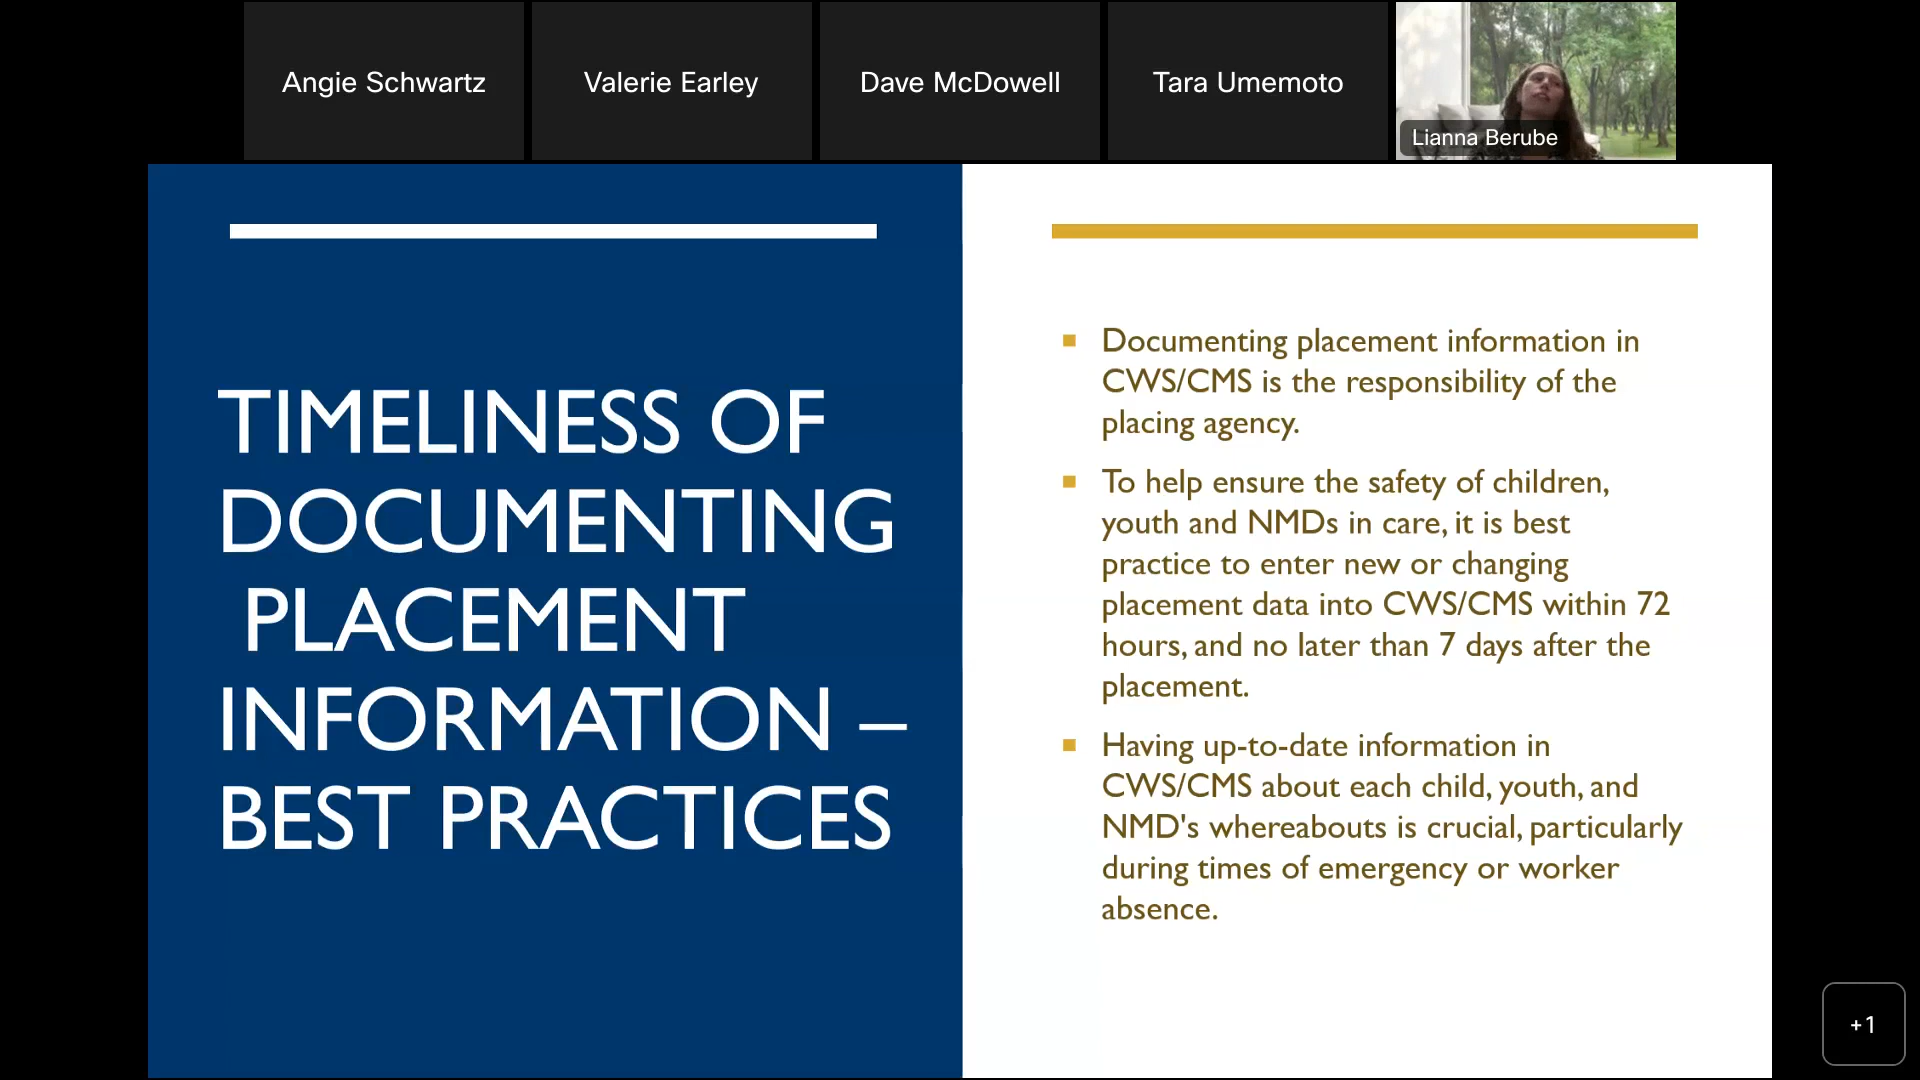 Angie Schwartz
Valerie Earley
Dave McDowell
Tara Umemoto
Lianna Berube
TIMELINESS OF
DOCUMENTING
PLACEMENT
INFORMATION –
BEST PRACTICES
▪ Documenting placement information in
CWS/CMS is the responsibility of the
placing agency.
▪ To help ensure the safety of children,
youth and NMDs in care, it is best
practice to enter new or changing
placement data into CWS/CMS within 72
hours, and no later than 7 days after the
placement.
▪ Having up-to-date information in
CWS/CMS about each child, youth, and
NMD's whereabouts is crucial, particularly
during times of emergency or worker
absence.
+1